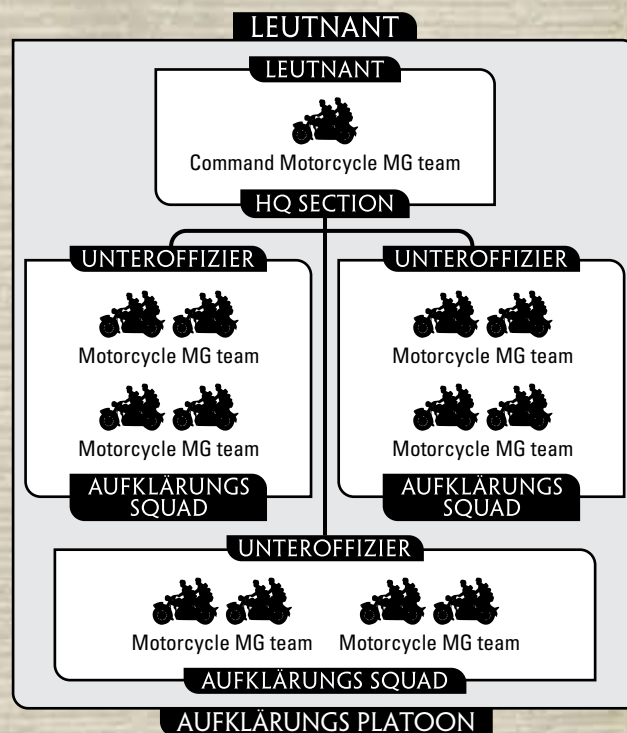 LEUTNANT
LEUTNANT
Command Motorcycle MG team
HQ SECTION
UNTEROFFIZIER
Motorcycle MG team
Motorcycle MG team
AUFKLÄRUNGS
SQUAD
UNTEROFFIZIER
Motorcycle MG team
Motorcycle MG team
AUFKLÄRUNGS
SQUAD
UNTEROFFIZIER
Motorcycle MG team Motorcycle MG team
AUFKLÄRUNGS SQUAD
AUFKLÄRUNGS PLATOON